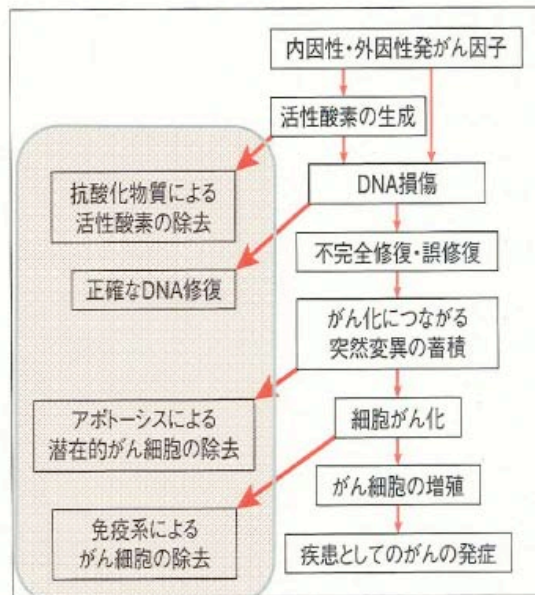 内因性・外因性発がん因子
活性酸素の生成
抗酸化物質による
活性酸素の除去
DNA損傷
正確なDNA修復
不完全修復・誤修復
がん化につながる
突然変異の蓄積
アポトーシスによる
潜在的がん細胞の除去
細胞がん化
がん細胞の増殖
免疫系による
がん細胞の除去
疾患としてのがんの発症